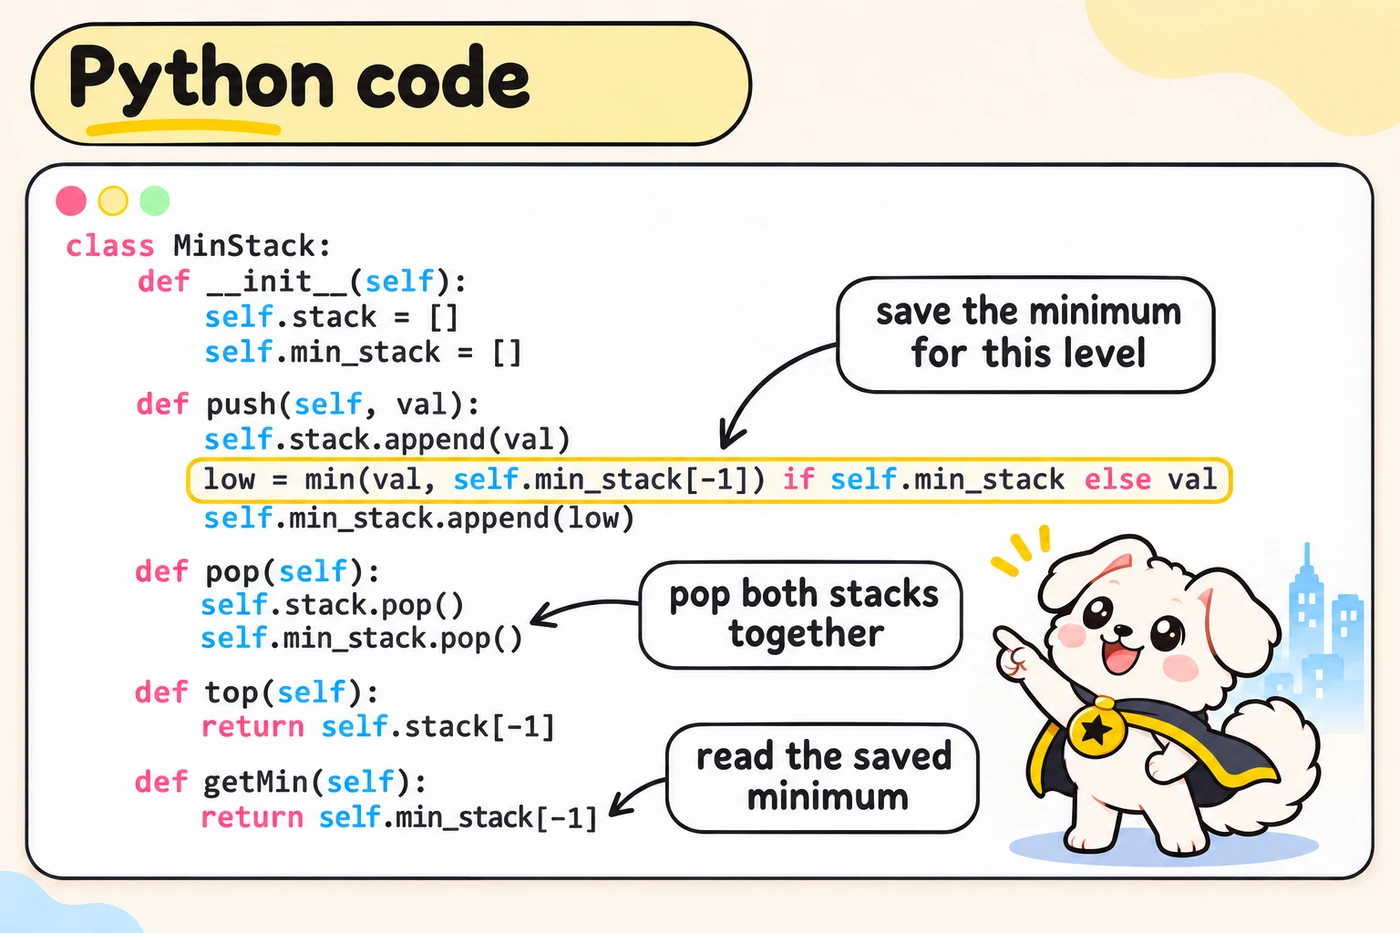 Python code
class MinStack:
def __init__(self):
self.stack = []
self.min_stack = []
def push(self, val):
self.stack.append(val)
low = min(val, self.min_stack[-1]) if self.min_stack else val
self.min_stack.append(low)
def pop(self):
self.stack.pop()
self.min_stack.pop()
def top(self):
return self.stack[-1]
def getMin(self):
return self.min_stack[-1]
save the minimum
for this level
pop both stacks
together
read the saved
minimum